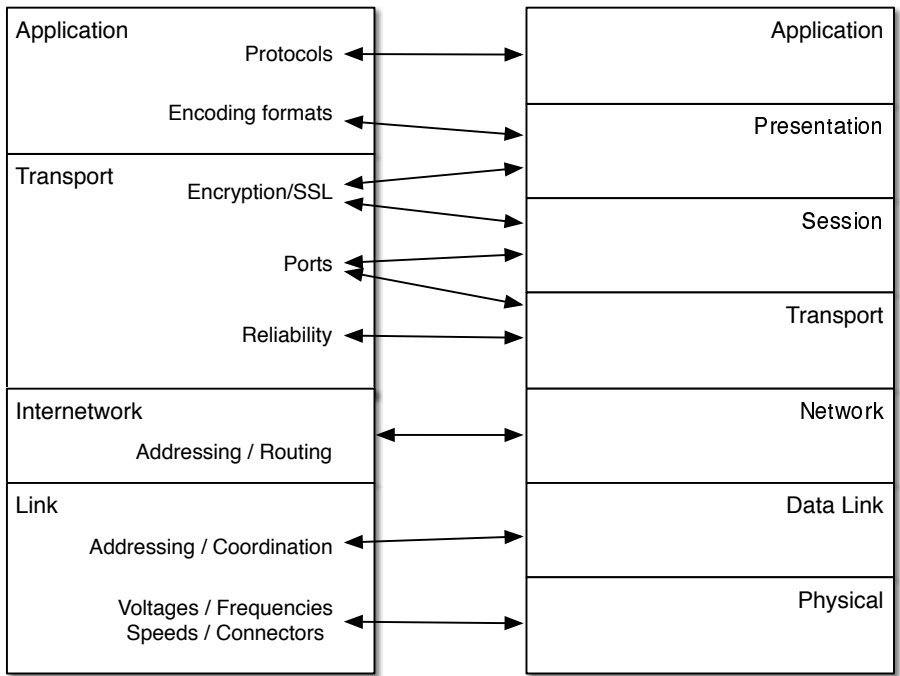 Application
Protocols
Encoding formats
Transport
Encryption/SSL
Ports
Reliability
Internetwork
Addressing / Routing
Link
Addressing / Coordination
Voltages / Frequencies
Speeds / Connectors
Application
Presentation
Session
Transport
Network
Data Link
Physical